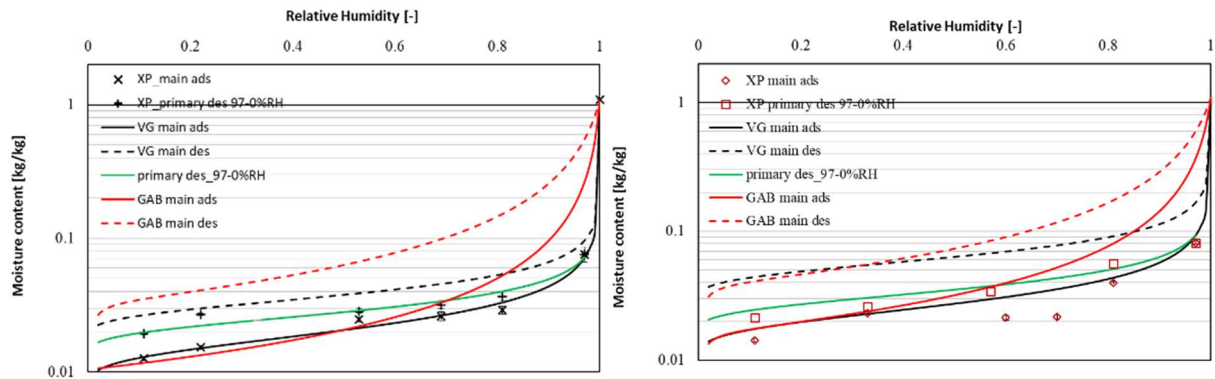 Relative Humidity [-]
0 0.2 0.4 0.6 0.8 1
Moisture content [kg/kg]
1
0.1
0.01
XP_main ads
XP_primary des 97-0%RH
VG main ads
VG main des
primary des_97-0%RH
GAB main ads
GAB main des
Relative Humidity [-]
0 0.2 0.4 0.6 0.8 1
Moisture content [kg/kg]
1
0.1
0.01
XP main ads
XP primary des 97-0%RH
VG main ads
VG main des
primary des_97-0%RH
GAB main ads
GAB main des